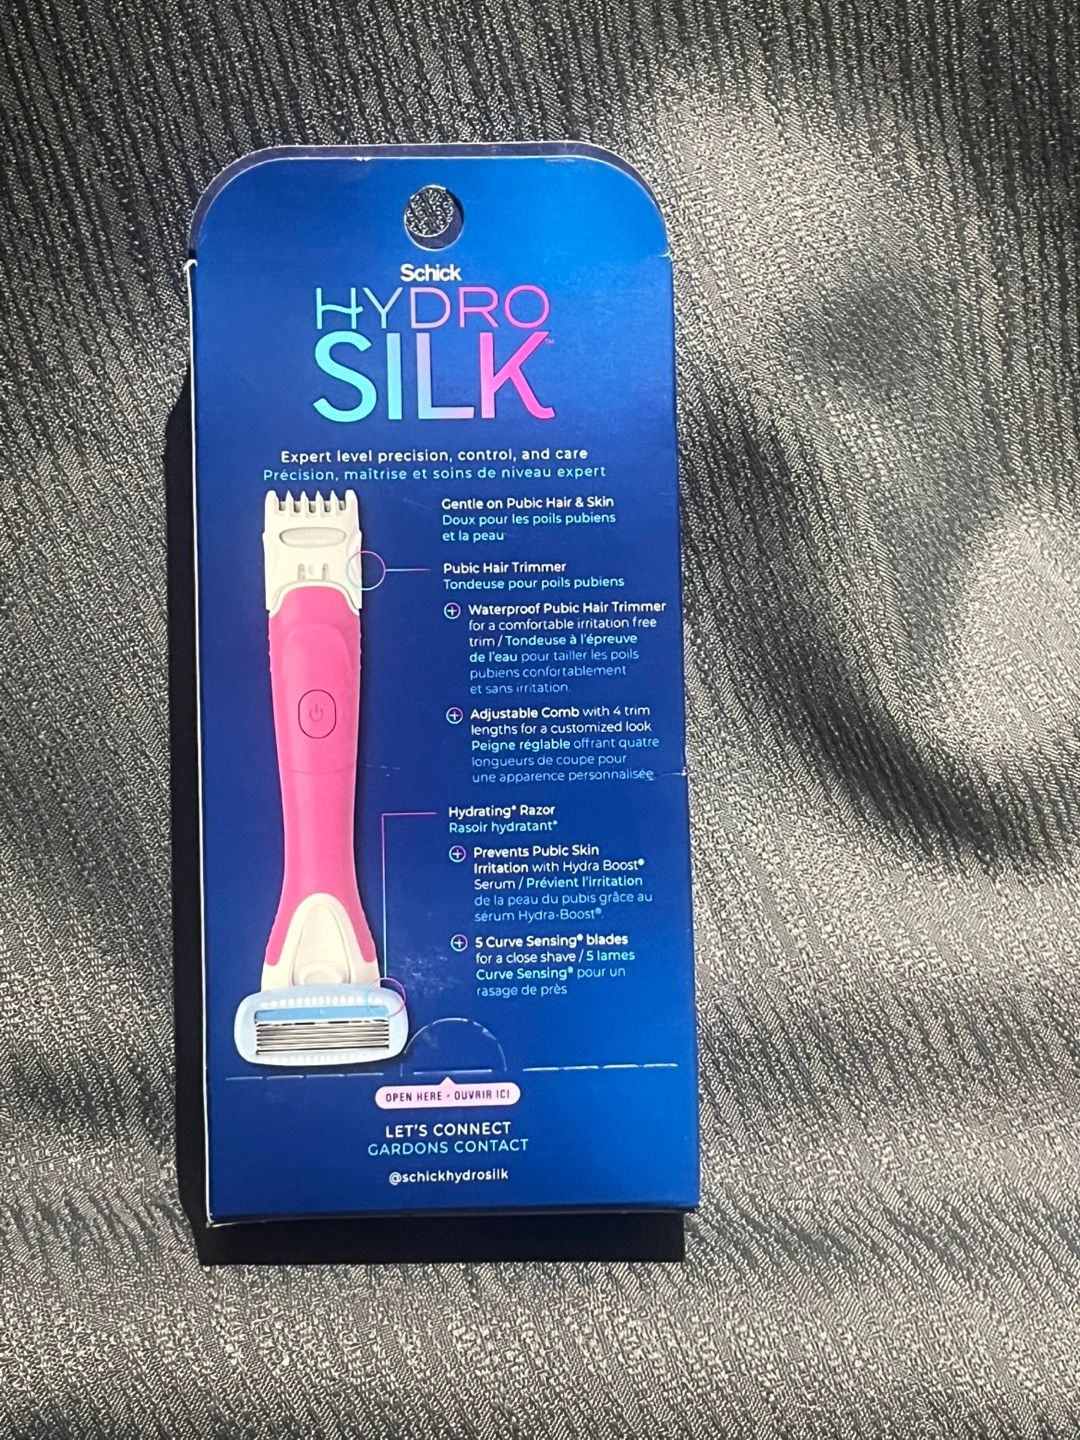 Schick
HYDRO
SILK™
Expert level precision, control, and care
Précision, maîtrise et soins de niveau expert
Gentle on Pubic Hair & Skin
Doux pour les poils pubiens
et la peau
Pubic Hair Trimmer
Tondeuse pour poils pubiens
Waterproof Pubic Hair Trimmer
for a comfortable irritation free
trim / Tondeuse à l'épreuve
de l'eau pour tailler les poils
pubiens confortablement
et sans irritation.
Adjustable Comb with 4 trim
lengths for a customized look
Peigne réglable offrant quatre
longueurs de coupe pour
une apparence personnalisée
Hydrating* Razor
Rasoir hydratant*
Prevents Pubic Skin
Irritation with Hydra Boost®
Serum / Prévient l'irritation
de la peau du pubis grâce au
sérum Hydra-Boost®.
5 Curve Sensing® blades
for a close shave / 5 lames
Curve Sensing® pour un
rasage de près
OPEN HERE - OUVRIR ICI
LET'S CONNECT
GARDONS CONTACT
@schickhydrosilk